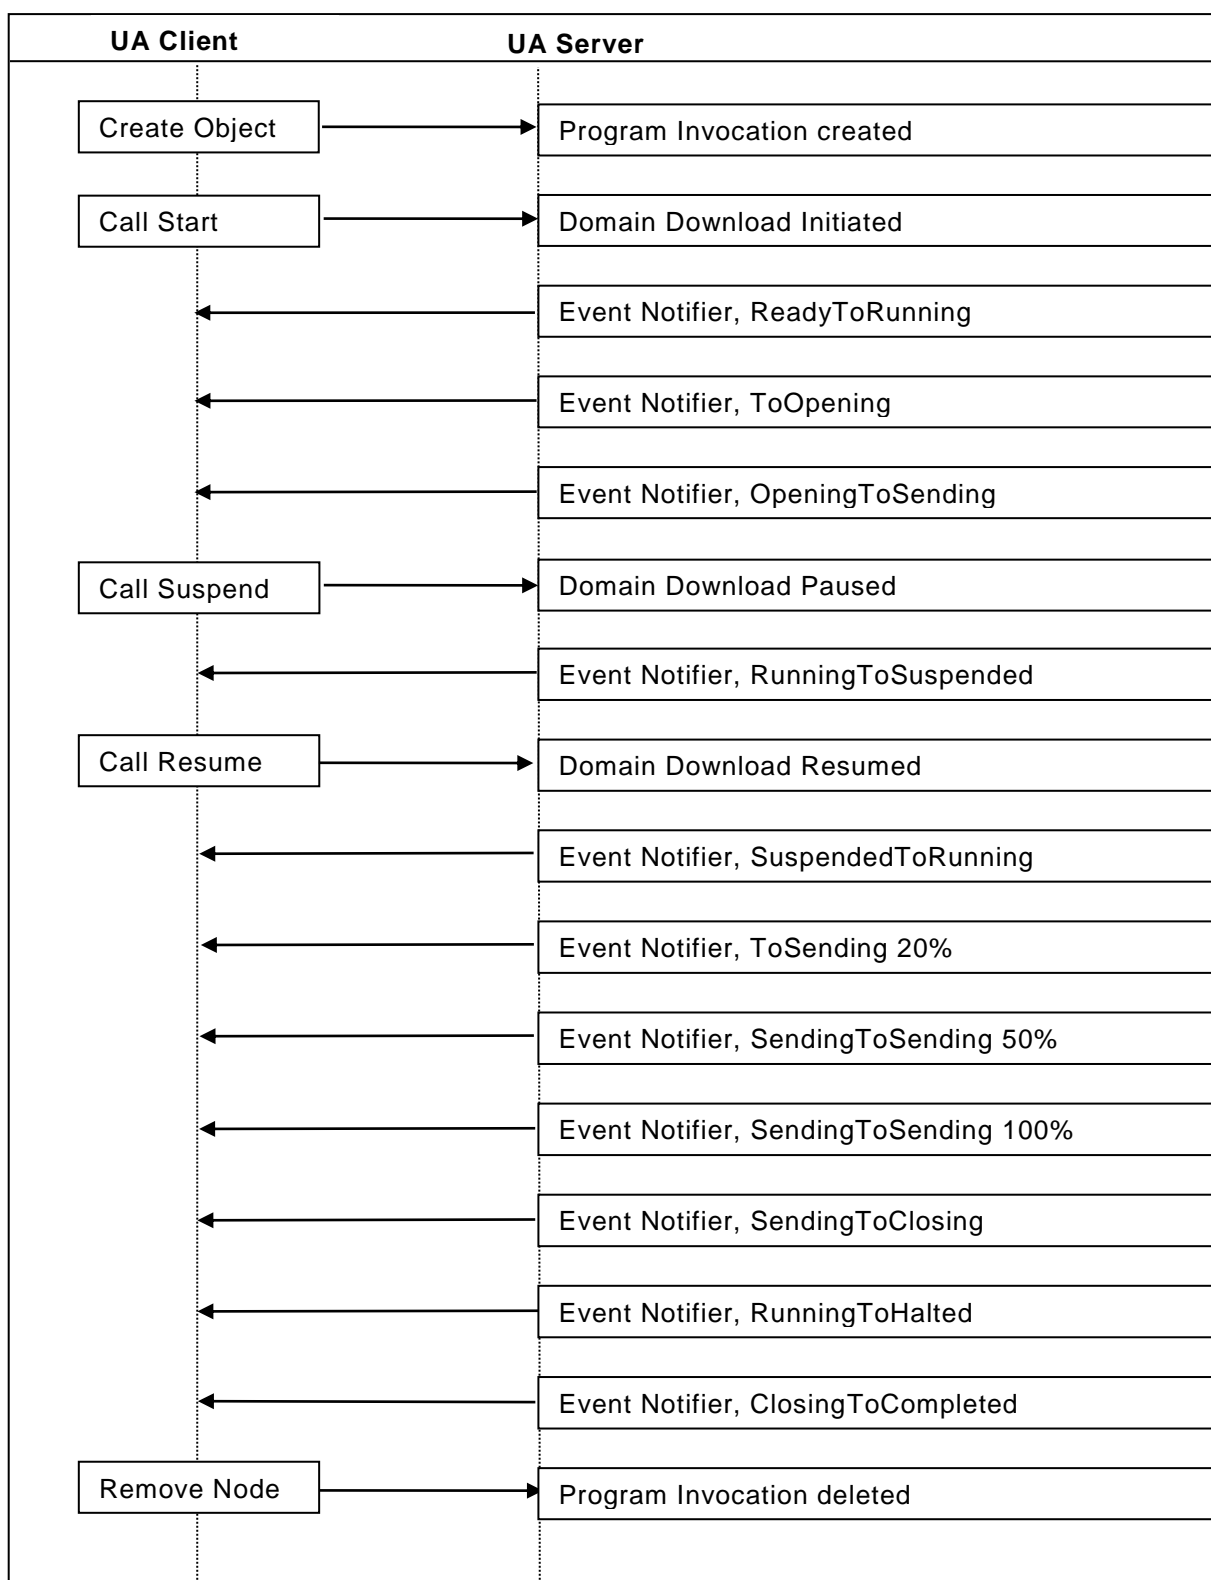 UA Client
UA Server
Create Object
Program Invocation created
Call Start
Domain Download Initiated
Event Notifier, ReadyToRunning
Event Notifier, ToOpening
Event Notifier, OpeningToSending
Call Suspend
Domain Download Paused
Event Notifier, RunningToSuspended
Call Resume
Domain Download Resumed
Event Notifier, SuspendedToRunning
Event Notifier, ToSending 20%
Event Notifier, SendingToSending 50%
Event Notifier, SendingToSending 100%
Event Notifier, SendingToClosing
Event Notifier, RunningToHalted
Event Notifier, ClosingToCompleted
Remove Node
Program Invocation deleted